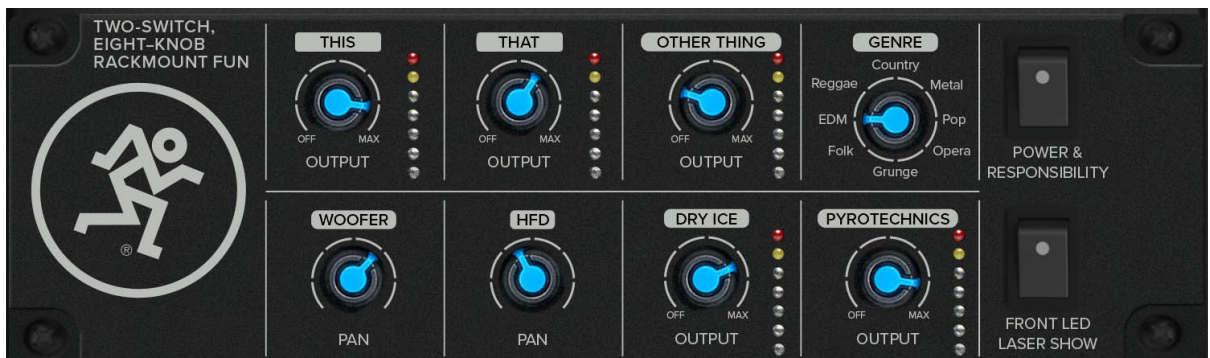 TWO-SWITCH,
EIGHT–KNOB
RACKMOUNT FUN
®
THIS
OFF MAX
OUTPUT
THAT
OFF MAX
OUTPUT
OTHER THING
OFF MAX
OUTPUT
GENRE
Country
Reggae Metal
EDM Pop
Folk Opera
Grunge
POWER &
RESPONSIBILITY
WOOFER
PAN
HFD
PAN
DRY ICE
OFF MAX
OUTPUT
PYROTECHNICS
OFF MAX
OUTPUT
FRONT LED
LASER SHOW